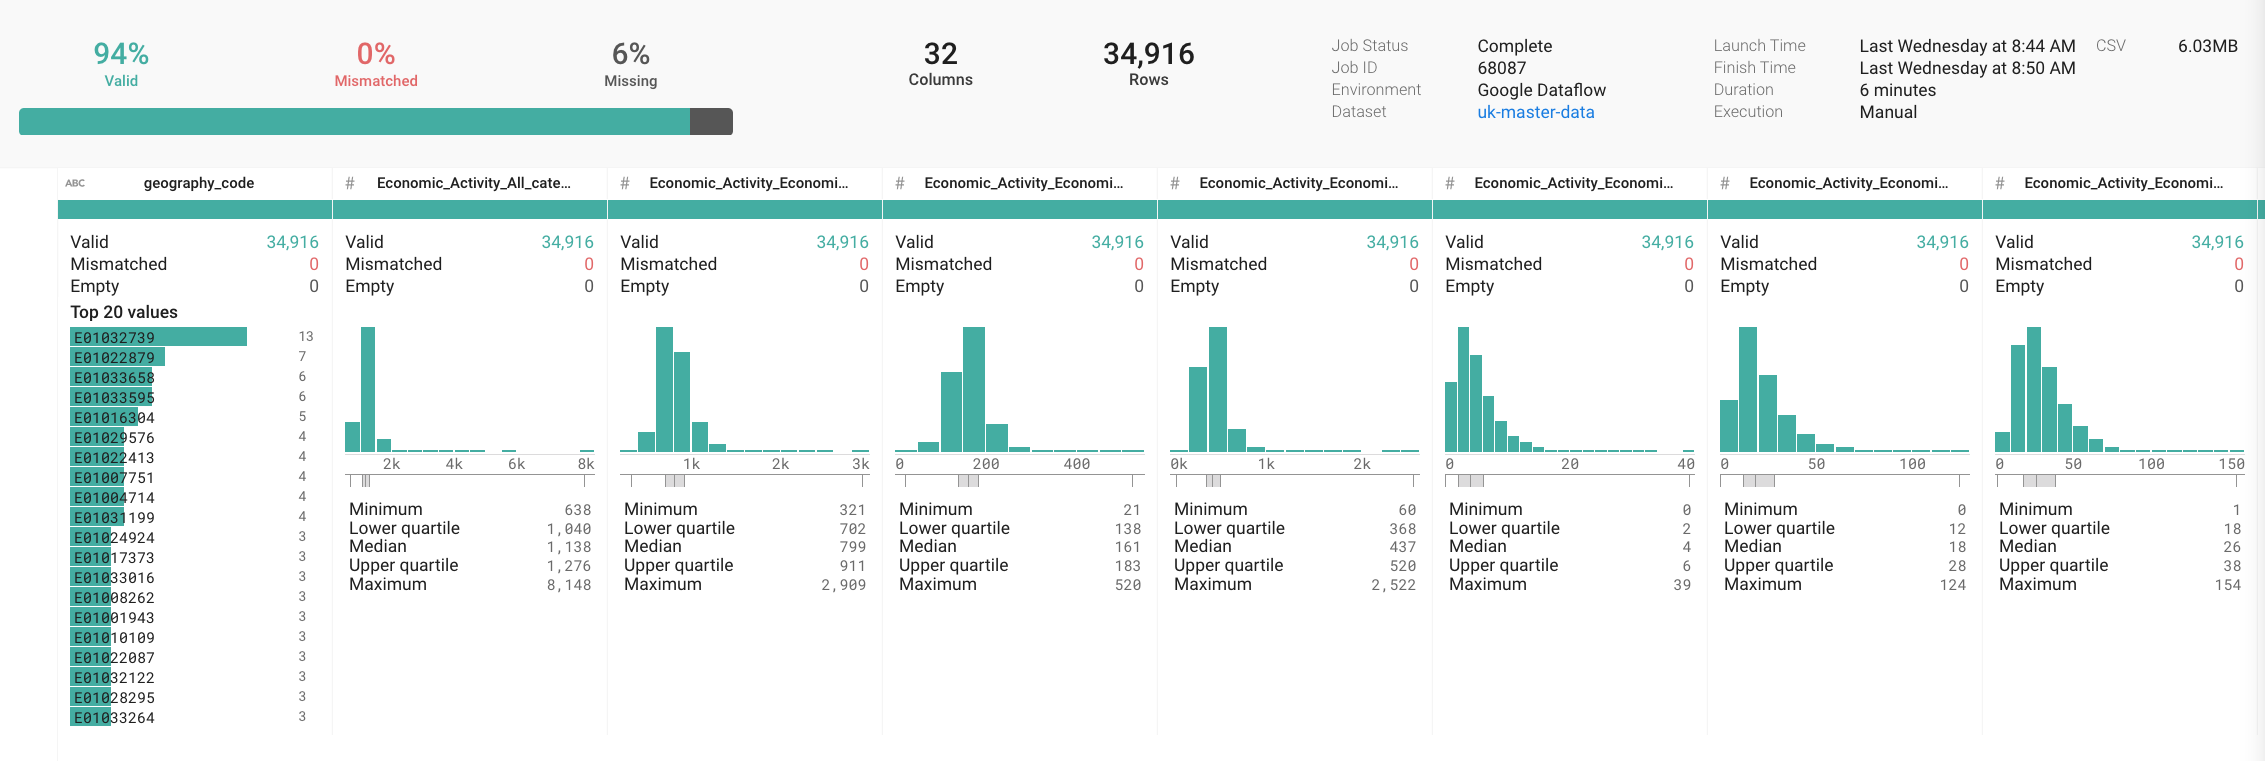 94% 0% 6% 32 34,916
Valid Mismatched Missing Columns Rows
Job Status Complete
Job ID 68087
Environment Google Dataflow
Dataset uk-master-data
Launch Time Last Wednesday at 8:44 AM
Finish Time Last Wednesday at 8:50 AM
Duration 6 minutes
Execution Manual
CSV 6.03MB
ABC geography_code
Valid 34,916
Mismatched 0
Empty 0
Top 20 values
E01032739 13
E01022879 7
E01033658 6
E01033595 6
E01016304 5
E01029576 4
E01022413 4
E01007751 4
E01004714 4
E01031199 4
E01024924 3
E01017373 3
E01033016 3
E01008262 3
E01001943 3
E01010109 3
E01022087 3
E01032122 3
E01028295 3
E01033264 3
# Economic_Activity_All_cate...
Valid 34,916
Mismatched 0
Empty 0
2k 4k 6k 8k
Minimum 638
Lower quartile 1,040
Median 1,138
Upper quartile 1,276
Maximum 8,148
# Economic_Activity_Economi...
Valid 34,916
Mismatched 0
Empty 0
1k 2k 3k
Minimum 321
Lower quartile 702
Median 799
Upper quartile 911
Maximum 2,909
# Economic_Activity_Economi...
Valid 34,916
Mismatched 0
Empty 0
0 200 400
Minimum 21
Lower quartile 138
Median 161
Upper quartile 183
Maximum 520
# Economic_Activity_Economi...
Valid 34,916
Mismatched 0
Empty 0
0k 1k 2k
Minimum 60
Lower quartile 368
Median 437
Upper quartile 520
Maximum 2,522
# Economic_Activity_Economi...
Valid 34,916
Mismatched 0
Empty 0
0 20 40
Minimum 0
Lower quartile 2
Median 4
Upper quartile 6
Maximum 39
# Economic_Activity_Economi...
Valid 34,916
Mismatched 0
Empty 0
0 50 100
Minimum 0
Lower quartile 12
Median 18
Upper quartile 28
Maximum 124
# Economic_Activity_Economi...
Valid 34,916
Mismatched 0
Empty 0
0 50 100 150
Minimum 1
Lower quartile 18
Median 26
Upper quartile 38
Maximum 154